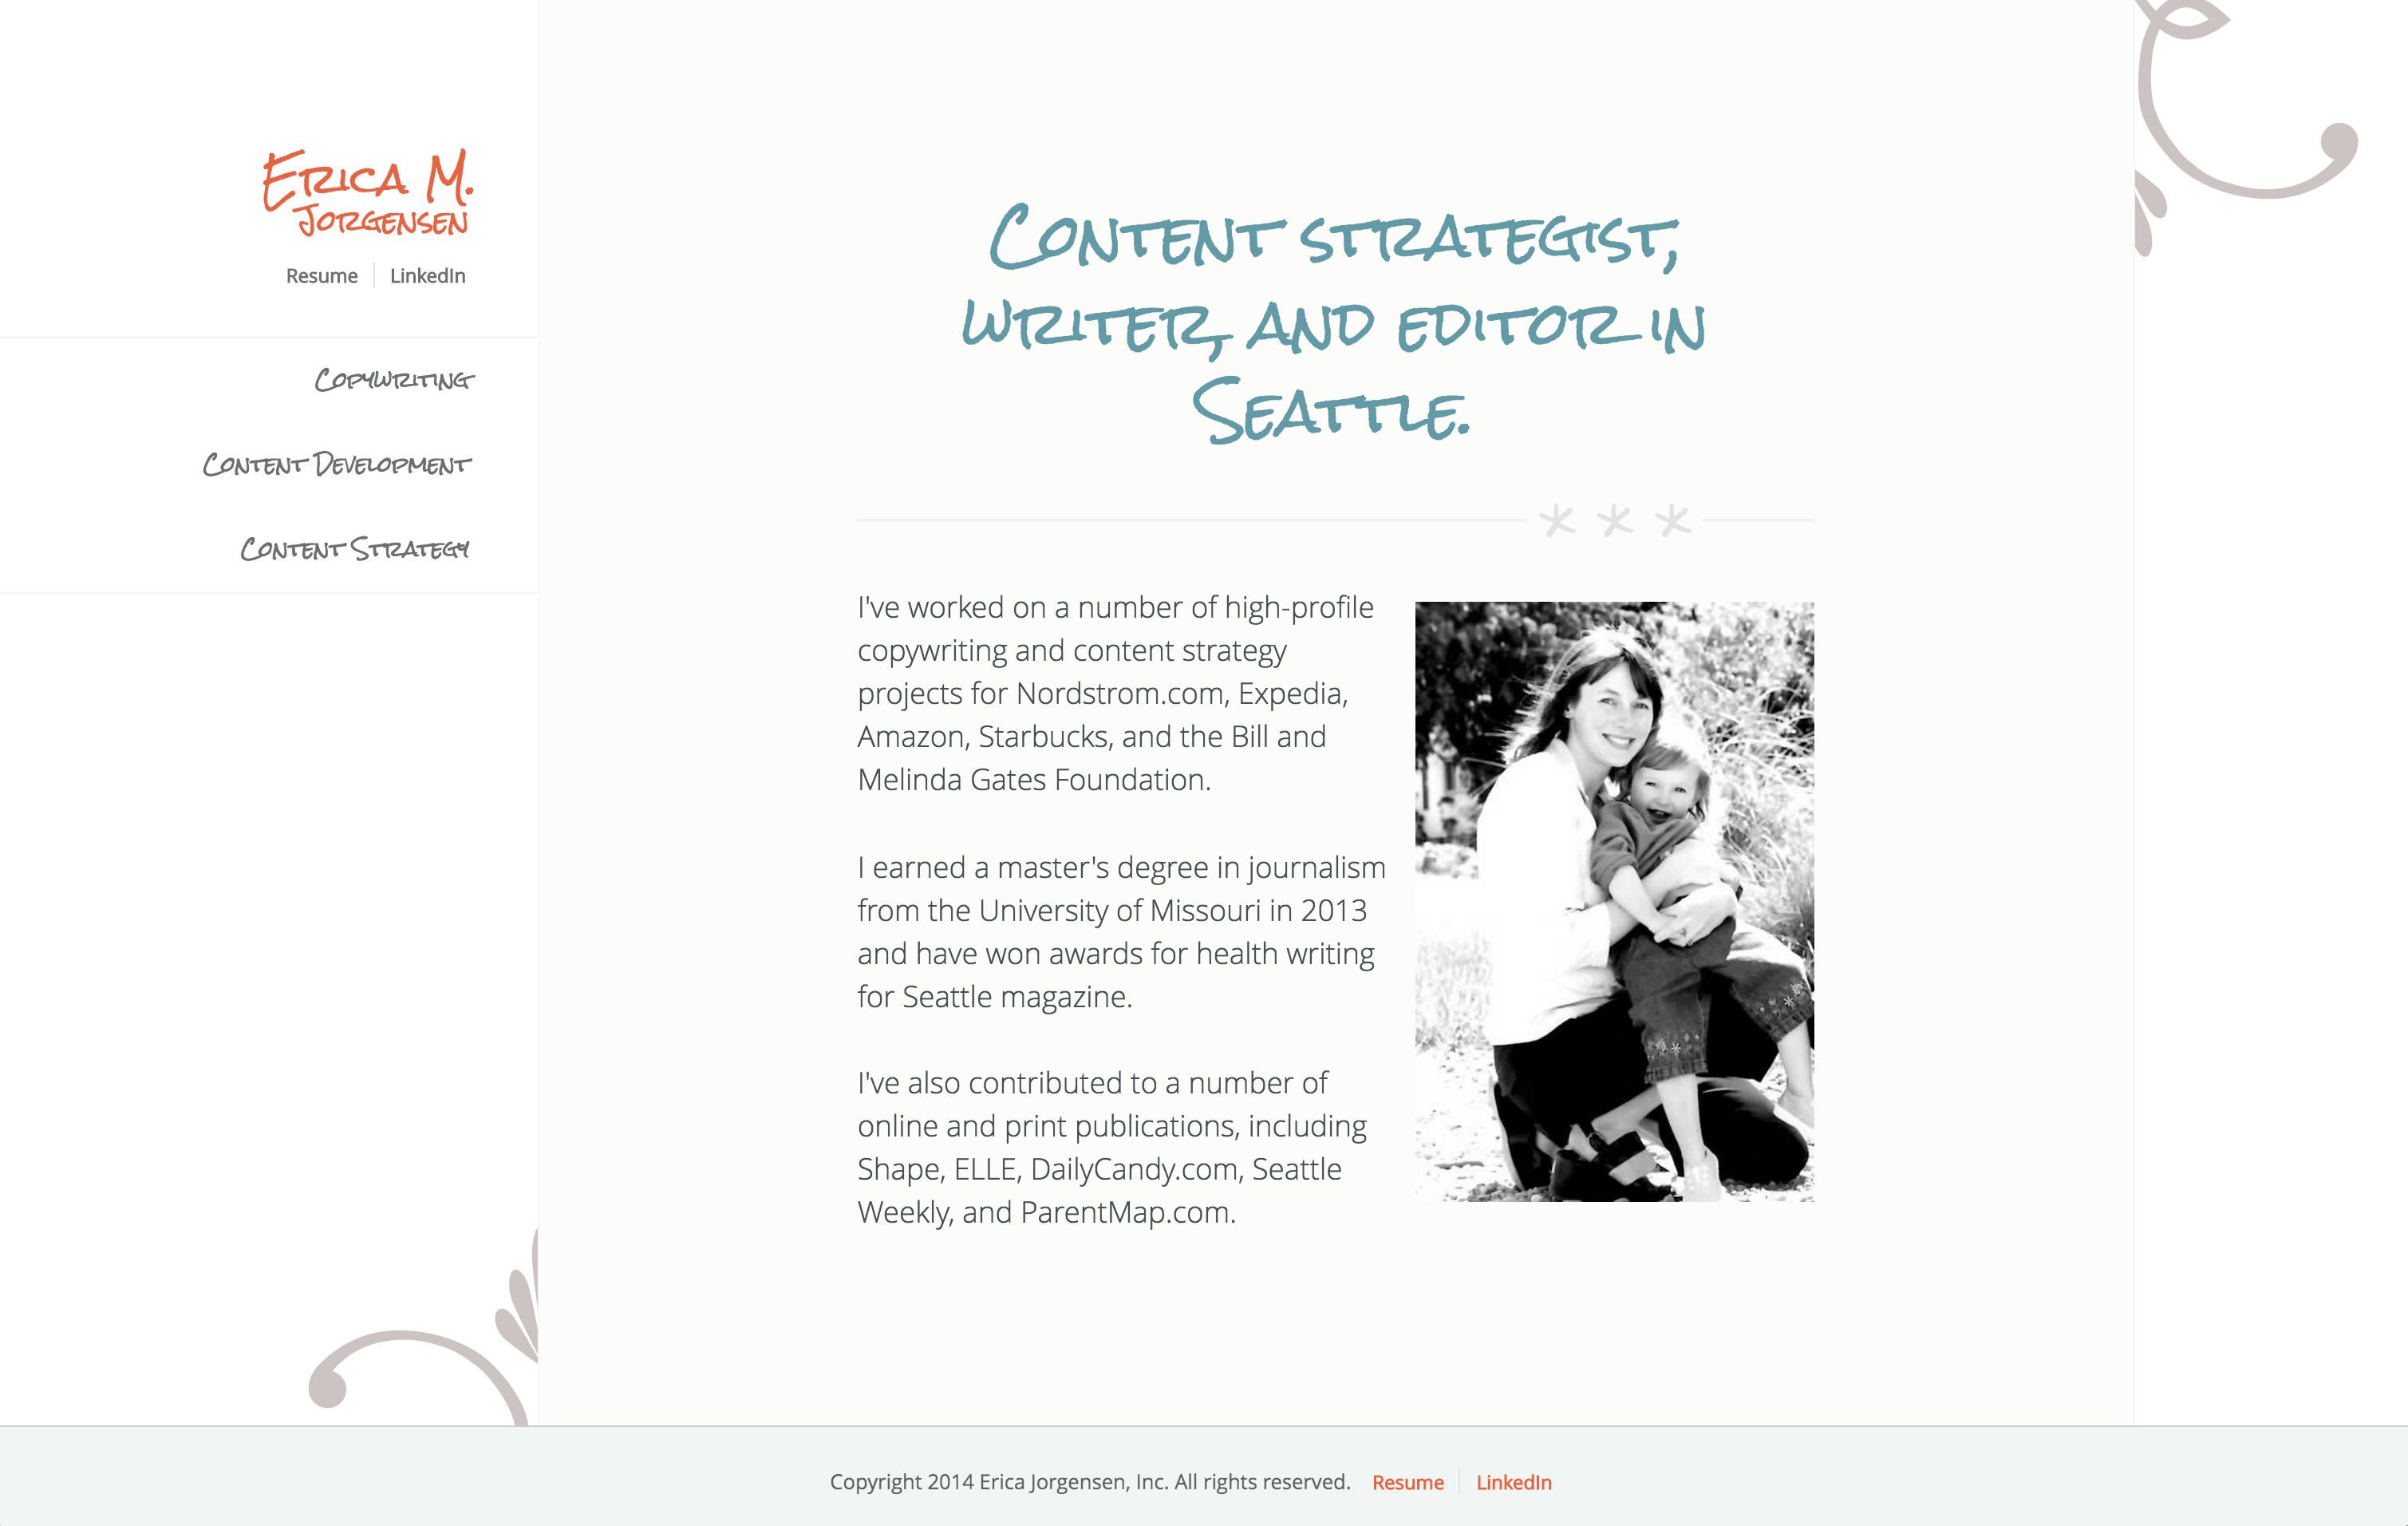 Erica M.
Jorgensen
Resume LinkedIn
Copywriting
Content Development
Content Strategy
Content strategist,
writer, and editor in
Seattle.
I've worked on a number of high-profile
copywriting and content strategy
projects for Nordstrom.com, Expedia,
Amazon, Starbucks, and the Bill and
Melinda Gates Foundation.
I earned a master's degree in journalism
from the University of Missouri in 2013
and have won awards for health writing
for Seattle magazine.
I've also contributed to a number of
online and print publications, including
Shape, ELLE, DailyCandy.com, Seattle
Weekly, and ParentMap.com.
Copyright 2014 Erica Jorgensen, Inc. All rights reserved. Resume LinkedIn